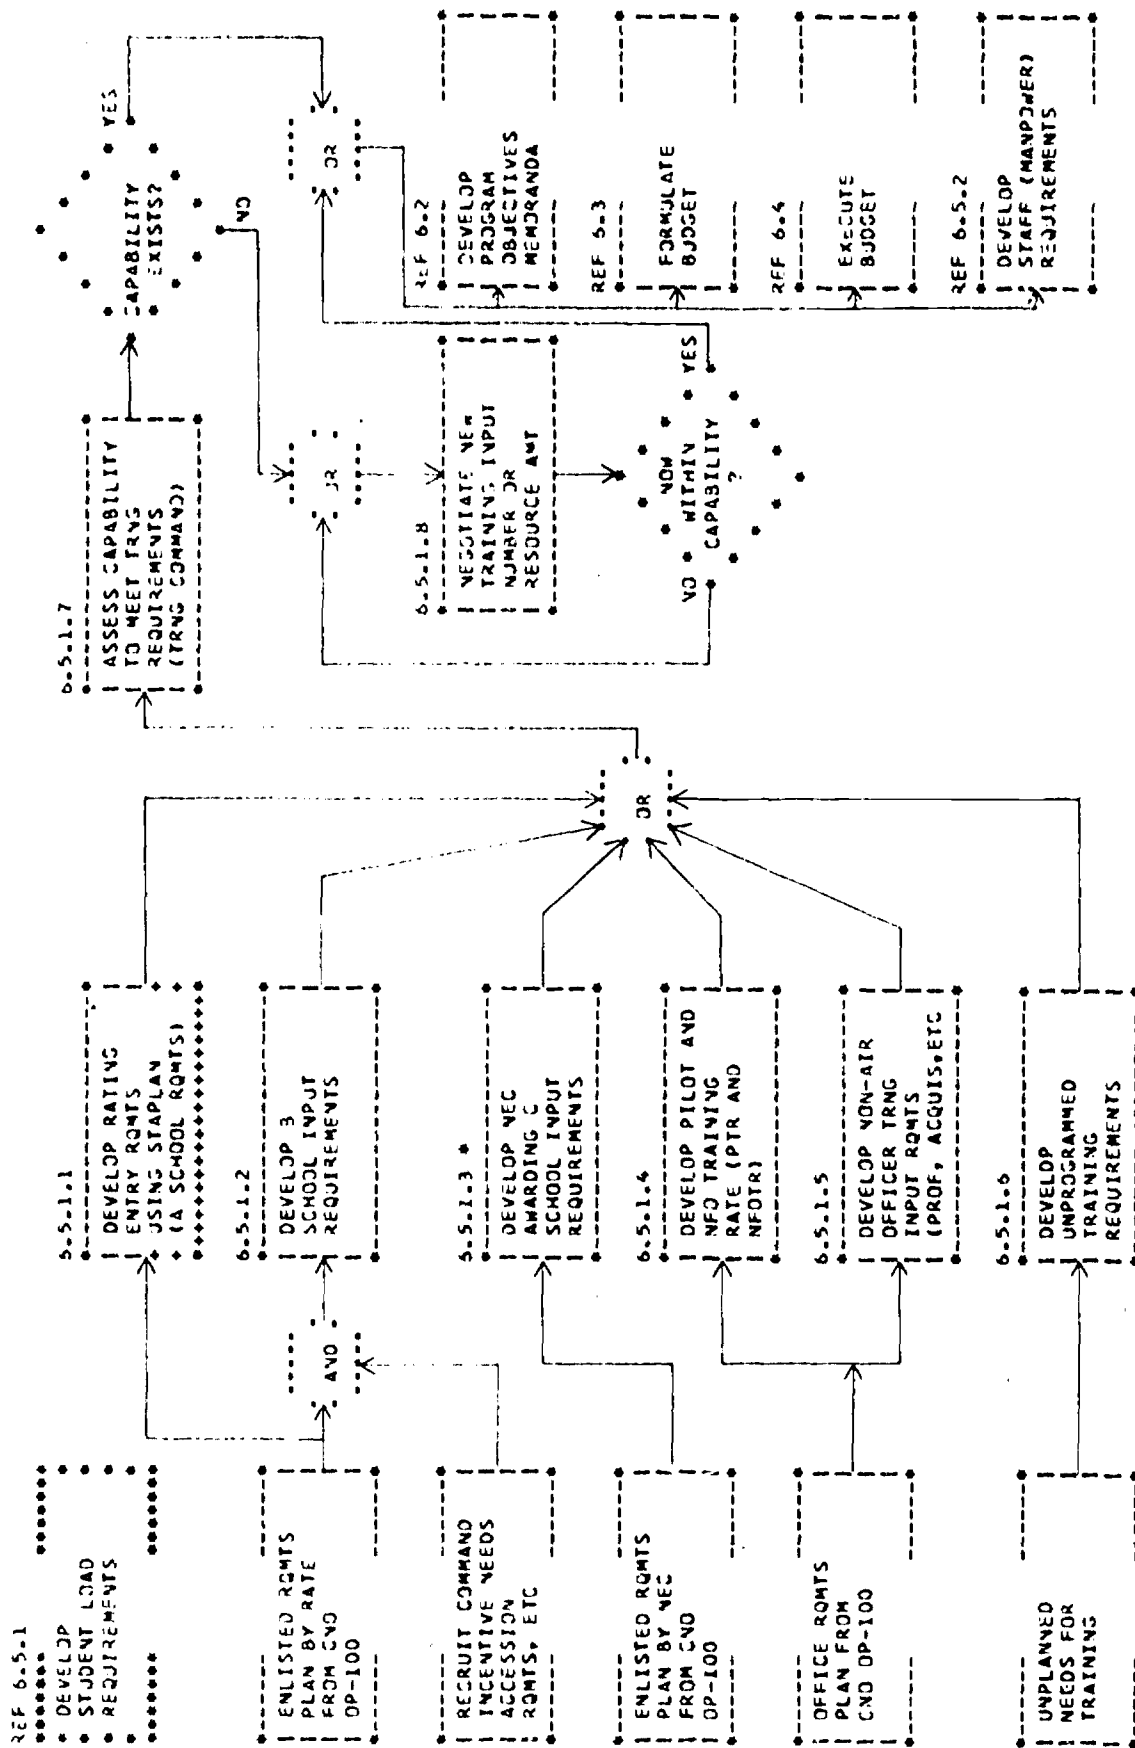 REF 6.5.1
DEVELOP
STUDENT LOAD
REQUIREMENTS
ENLISTED RQMTS
PLAN BY RATE
FROM CNO
OP-100
RECRUIT COMMAND
INCENTIVE NEEDS
ACCESSION
RQMTS, ETC
ENLISTED RQMTS
PLAN BY NEC
FROM CNO
OP-100
OFFICE RQMTS
PLAN FROM
CNO OP-100
UNPLANNED
NEEDS FOR
TRAINING
AND
6.5.1.1
DEVELOP RATING
ENTRY RQMTS
USING STAPLAN
(A SCHOOL RQMTS)
6.5.1.2
DEVELOP B
SCHOOL INPUT
REQUIREMENTS
6.5.1.3 *
DEVELOP NEC
AWARDING C
SCHOOL INPUT
REQUIREMENTS
6.5.1.4
DEVELOP PILOT AND
NFO TRAINING
RATE (PTR AND
NFOTR)
6.5.1.5
DEVELOP NON-AIR
OFFICER TRNG
INPUT RQMTS
(PROF, ACQUIS,ETC
6.5.1.6
DEVELOP
UNPROGRAMMED
TRAINING
REQUIREMENTS
OR
6.5.1.7
ASSESS CAPABILITY
TO MEET TRNG
REQUIREMENTS
(TRNG COMMAND)
CAPABILITY
EXISTS?
YES
NO
OR
6.5.1.8
NEGOTIATE NEW
TRAINING INPUT
NUMBER OR
RESOURCE AMT
NOW
WITHIN
CAPABILITY
?
NO
YES
OR
REF 6.2
DEVELOP
PROGRAM
OBJECTIVES
MEMORANDA
REF 6.3
FORMULATE
BUDGET
REF 6.4
EXECUTE
BUDGET
REF 6.5.2
DEVELOP
STAFF (MANPOWER)
REQUIREMENTS